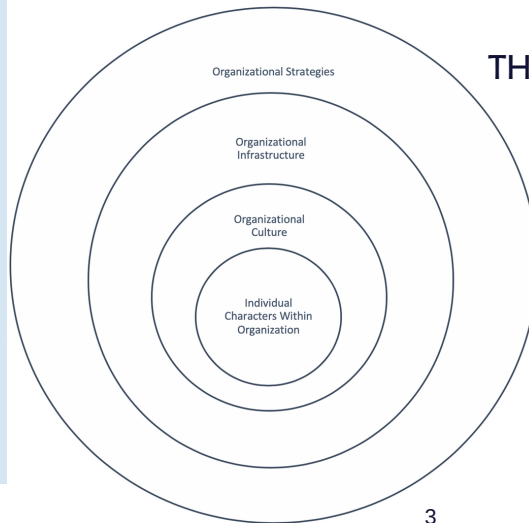 TH
Organizational Strategies
Organizational
Infrastructure
Organizational
Culture
Individual
Characters Within
Organization
3